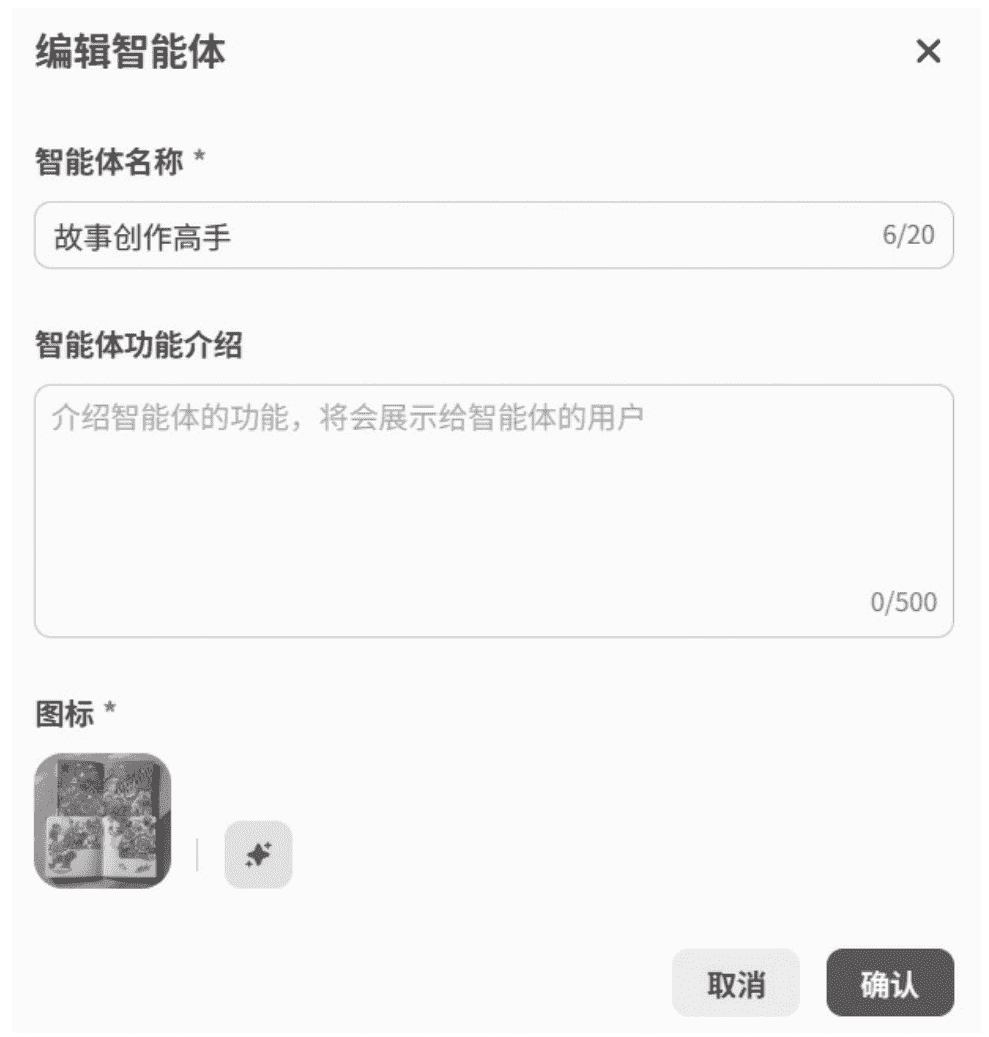 编辑智能体
智能体名称 *
故事创作高手 6/20
智能体功能介绍
介绍智能体的功能，将会展示给智能体的用户
0/500
图标 *
取消 确认